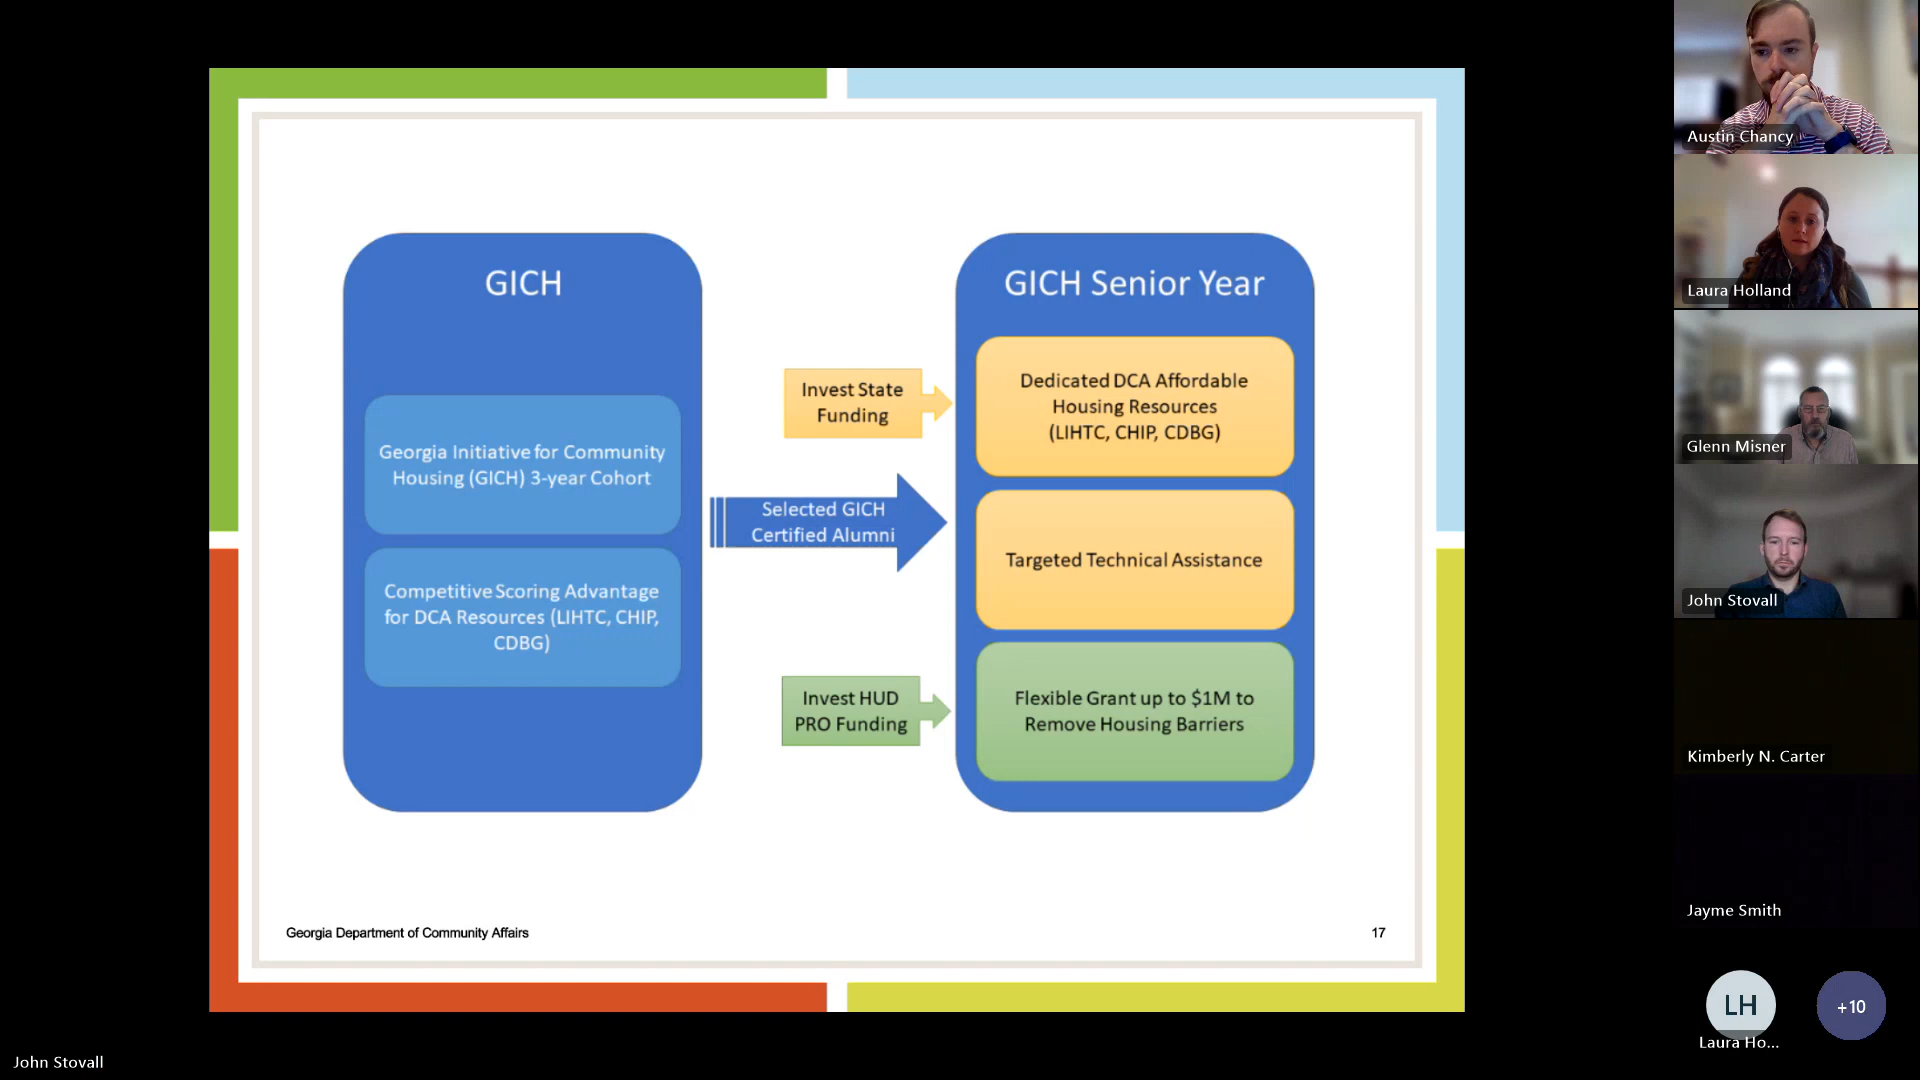 GICH
Georgia Initiative for Community
Housing (GICH) 3-year Cohort
Competitive Scoring Advantage
for DCA Resources (LIHTC, CHIP,
CDBG)
Invest State
Funding
Selected GICH
Certified Alumni
Invest HUD
PRO Funding
GICH Senior Year
Dedicated DCA Affordable
Housing Resources
(LIHTC, CHIP, CDBG)
Targeted Technical Assistance
Flexible Grant up to $1M to
Remove Housing Barriers
Georgia Department of Community Affairs
17
Austin Chancy
Laura Holland
Glenn Misner
John Stovall
Kimberly N. Carter
Jayme Smith
LH
+10
Laura Ho...
John Stovall